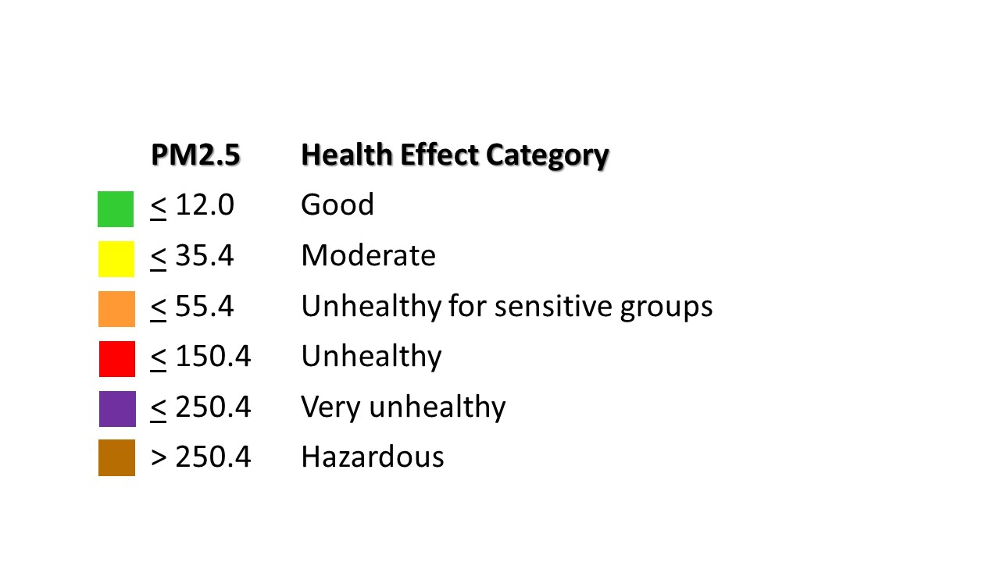 PM2.5 Health Effect Category
≤ 12.0 Good
≤ 35.4 Moderate
≤ 55.4 Unhealthy for sensitive groups
≤ 150.4 Unhealthy
≤ 250.4 Very unhealthy
> 250.4 Hazardous